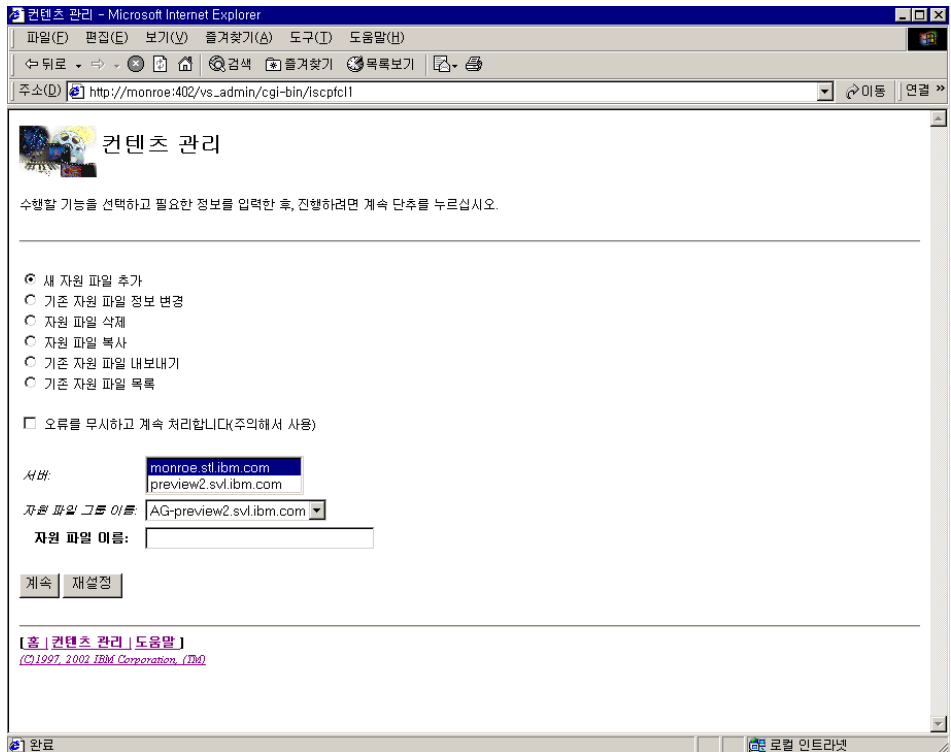 컨텐츠 관리 - Microsoft Internet Explorer
파일(F) 편집(E) 보기(V) 즐겨찾기(A) 도구(T) 도움말(H)
뒤로 검색 즐겨찾기 목록보기
주소(D) http://monroe:402/vs_admin/cgi-bin/iscpfcl1 이동 연결 »
컨텐츠 관리
수행할 기능을 선택하고 필요한 정보를 입력한 후, 진행하려면 계속 단추를 누르십시오.
새 자원 파일 추가
기존 자원 파일 정보 변경
자원 파일 삭제
자원 파일 복사
기존 자원 파일 내보내기
기존 자원 파일 목록
오류를 무시하고 계속 처리합니다(주의해서 사용)
서버: monroe.stl.ibm.com
preview2.svl.ibm.com
자원 파일 그룹 이름: AG-preview2.svl.ibm.com
자원 파일 이름:
계속 재설정
[ 홈 | 컨텐츠 관리 | 도움말 ]
(C)1997, 2002 IBM Corporation, (TM)
완료 로컬 인트라넷